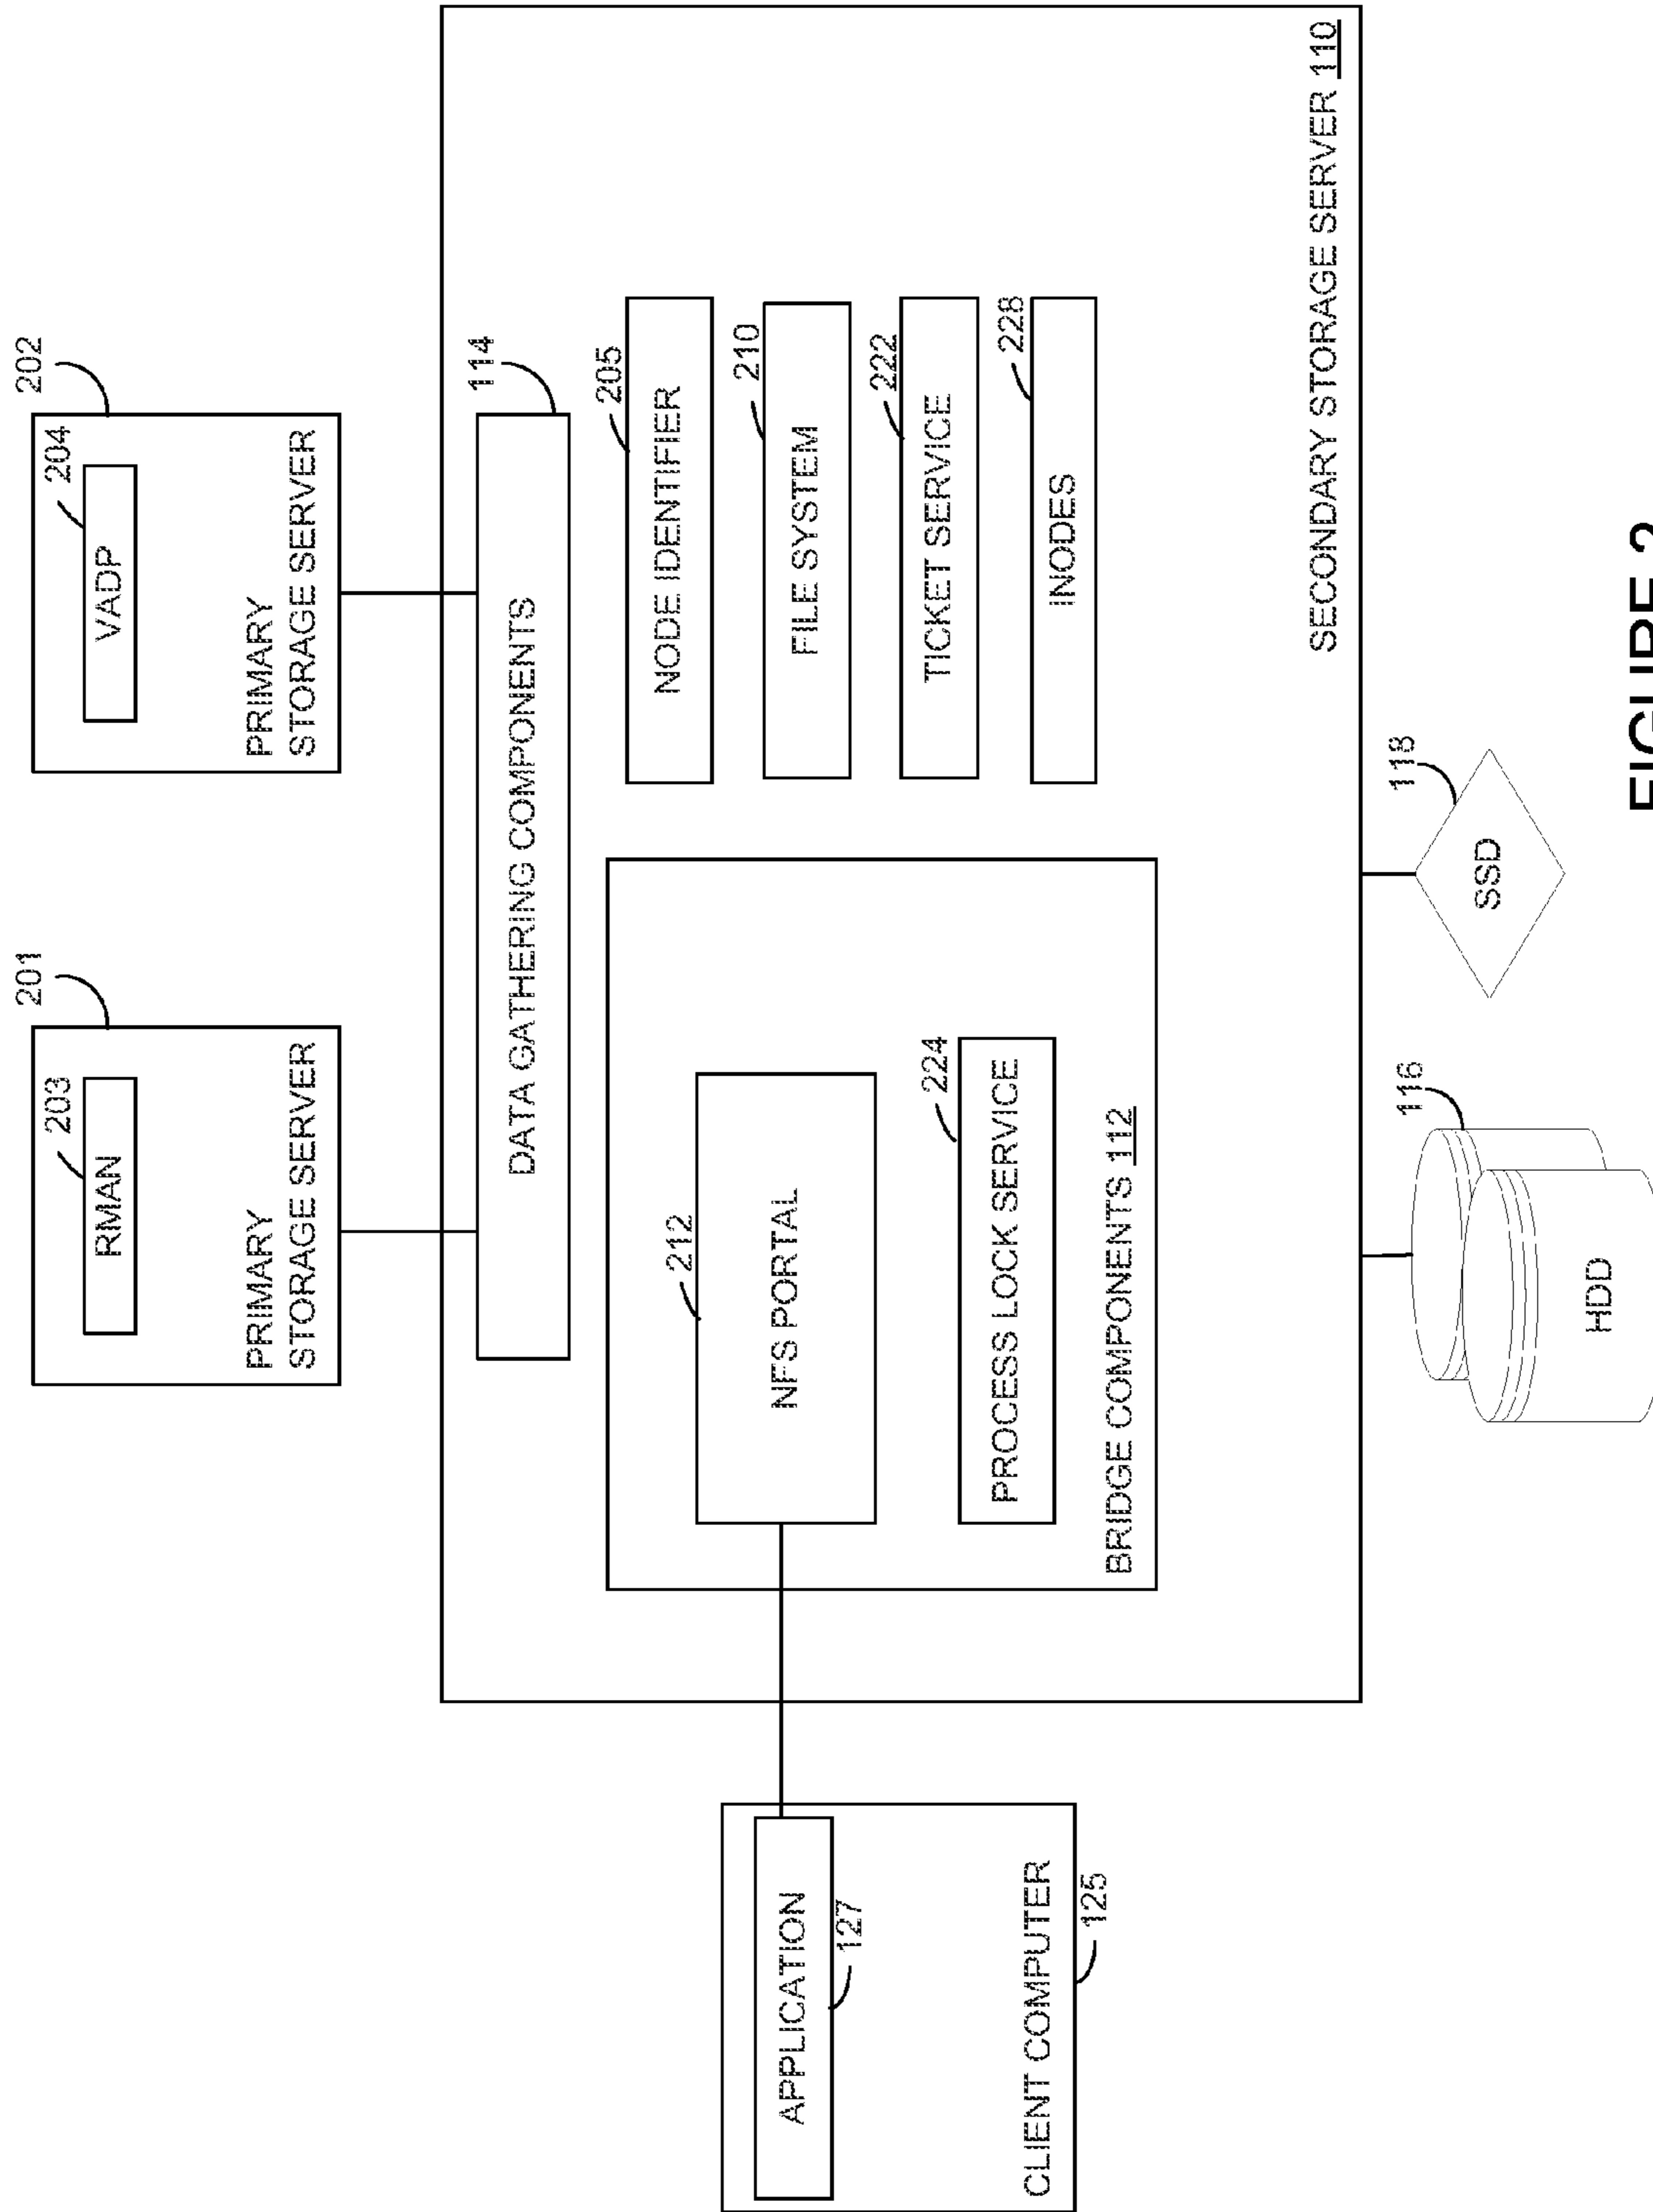 201
203
RMAN
PRIMARY
STORAGE SERVER
202
204
VADP
PRIMARY
STORAGE SERVER
114
DATA GATHERING COMPONENTS
212
NFS PORTAL
224
PROCESS LOCK SERVICE
BRIDGE COMPONENTS 112
205
NODE IDENTIFIER
210
FILE SYSTEM
222
TICKET SERVICE
228
INODES
SECONDARY STORAGE SERVER 110
APPLICATION
127
CLIENT COMPUTER
125
116
HDD
118
SSD
FIGURE 2